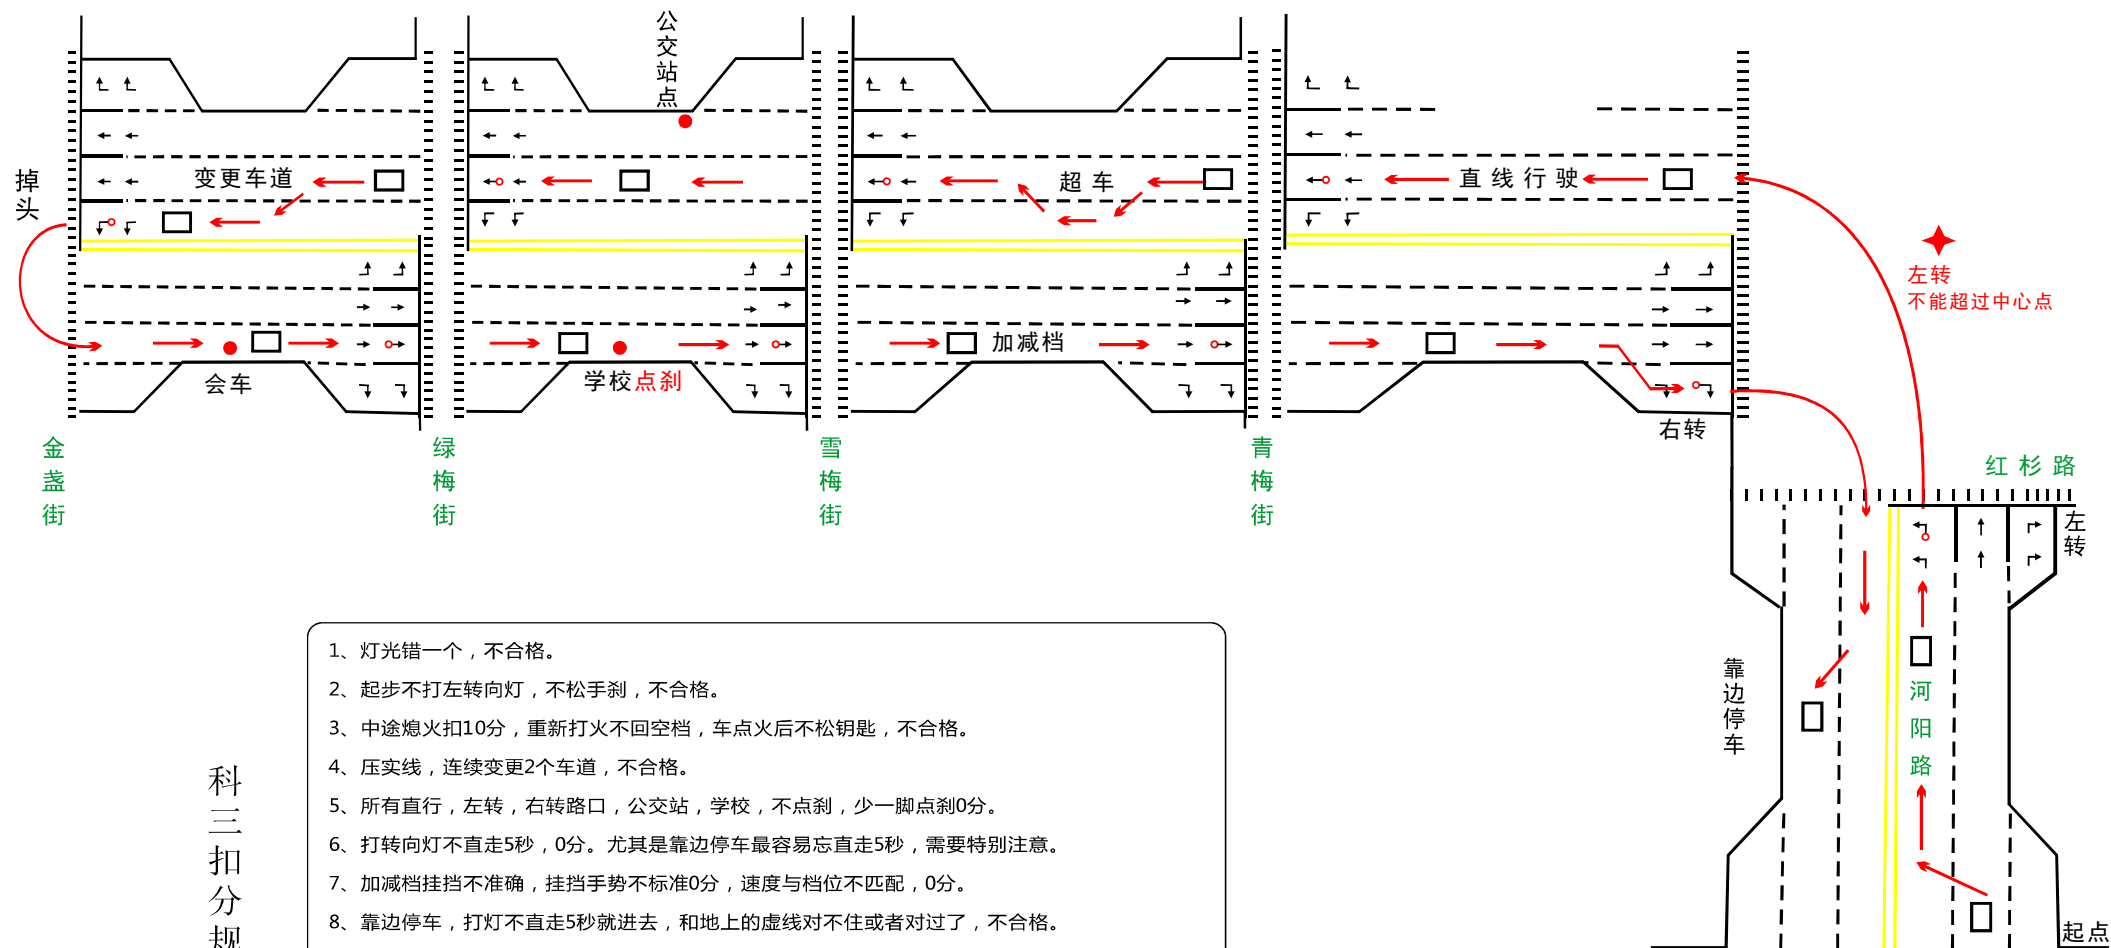 公交站点
掉头
变更车道
超车
直线行驶
左转
不能超过中心点
会车
学校点刹
加减档
右转
金盏街
绿梅街
雪梅街
青梅街
红杉路
左转
靠边停车
河阳路
起点
科三扣分规
1、灯光错一个，不合格。
2、起步不打左转向灯，不松手刹，不合格。
3、中途熄火扣10分，重新打火不回空档，车点火后不松钥匙，不合格。
4、压实线，连续变更2个车道，不合格。
5、所有直行，左转，右转路口，公交站，学校，不点刹，少一脚点刹0分。
6、打转向灯不直走5秒，0分。尤其是靠边停车最容易忘直走5秒，需要特别注意。
7、加减档挂挡不准确，挂挡手势不标准0分，速度与档位不匹配，0分。
8、靠边停车，打灯不直走5秒就进去，和地上的虚线对不住或者对过了，不合格。